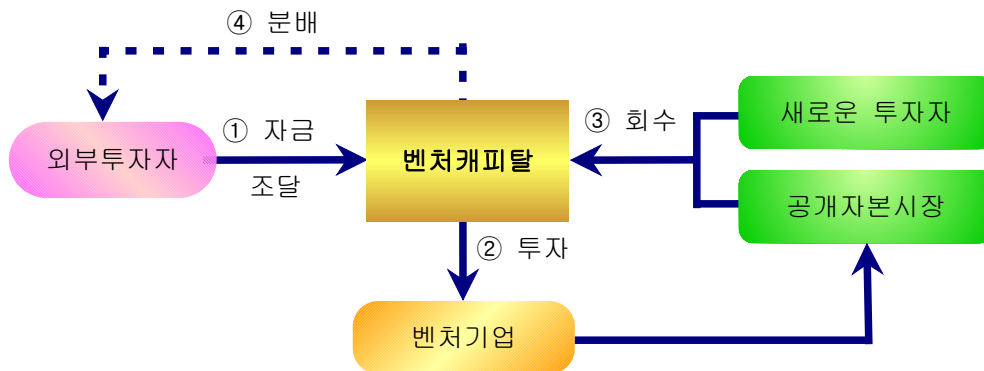 ④ 분배
① 자금
조달
외부투자자
벤처캐피탈
③ 회수
새로운 투자자
공개자본시장
② 투자
벤처기업